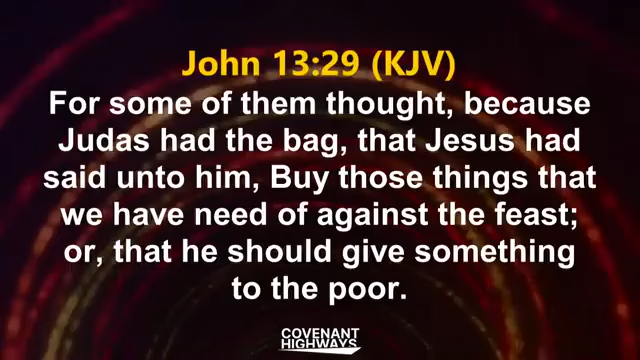 John 13:29 (KJV)
For some of them thought, because
Judas had the bag, that Jesus had
said unto him, Buy those things that
we have need of against the feast;
or, that he should give something
to the poor.
COVENANT
HIGHWAYS